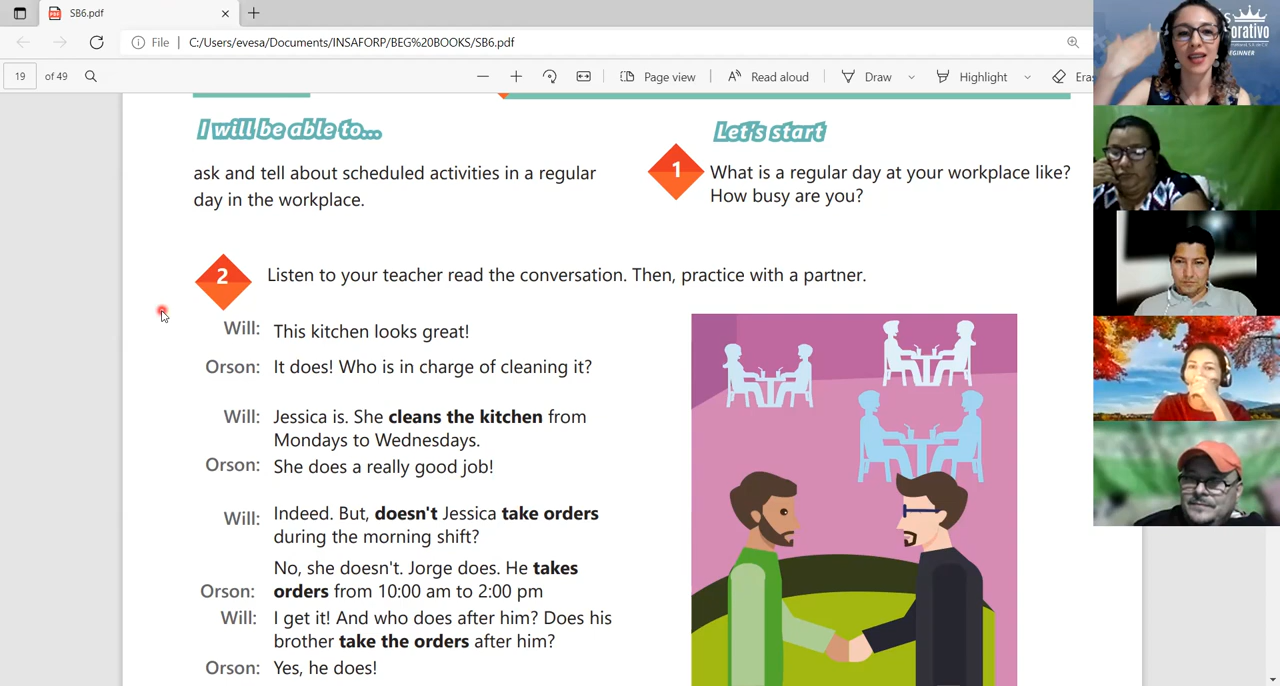 SB6.pdf
File C:/Users/evesa/Documents/INSAFORP/BEG%20BOOKS/SB6.pdf
19 of 49 Page view Read aloud Draw Highlight Eras
orativo
GINNER
I will be able to...
ask and tell about scheduled activities in a regular
day in the workplace.
Let's start
1 What is a regular day at your workplace like?
How busy are you?
2 Listen to your teacher read the conversation. Then, practice with a partner.
Will: This kitchen looks great!
Orson: It does! Who is in charge of cleaning it?
Will: Jessica is. She cleans the kitchen from
Mondays to Wednesdays.
Orson: She does a really good job!
Will: Indeed. But, doesn't Jessica take orders
during the morning shift?
No, she doesn't. Jorge does. He takes
Orson: orders from 10:00 am to 2:00 pm
Will: I get it! And who does after him? Does his
brother take the orders after him?
Orson: Yes, he does!